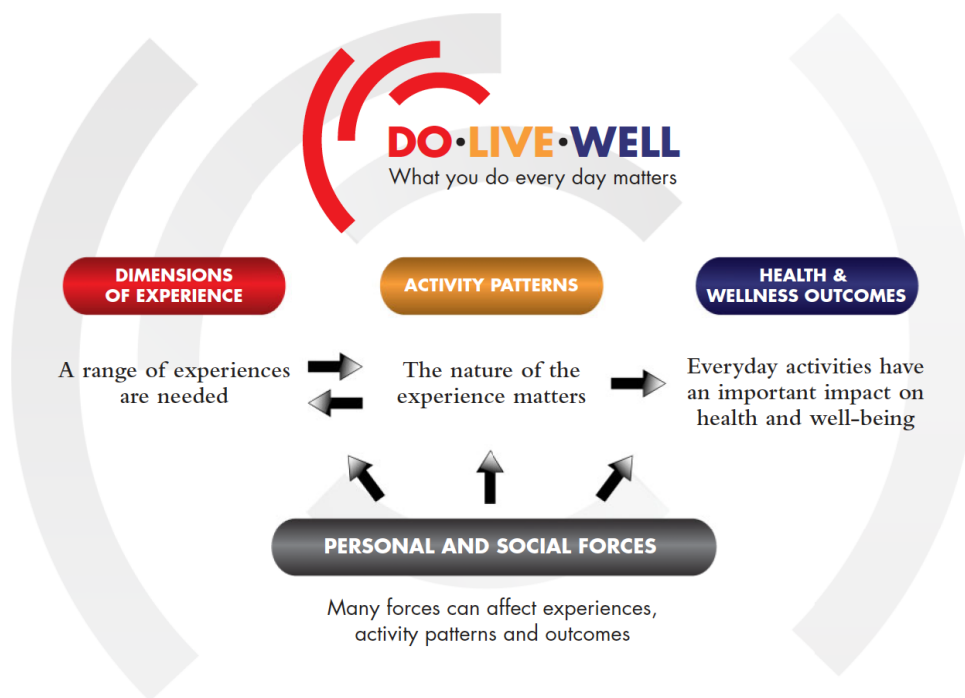 DO·LIVE·WELL
What you do every day matters
DIMENSIONS
OF EXPERIENCE
A range of experiences
are needed
ACTIVITY PATTERNS
The nature of the
experience matters
HEALTH &
WELLNESS OUTCOMES
Everyday activities have
an important impact on
health and well-being
PERSONAL AND SOCIAL FORCES
Many forces can affect experiences,
activity patterns and outcomes